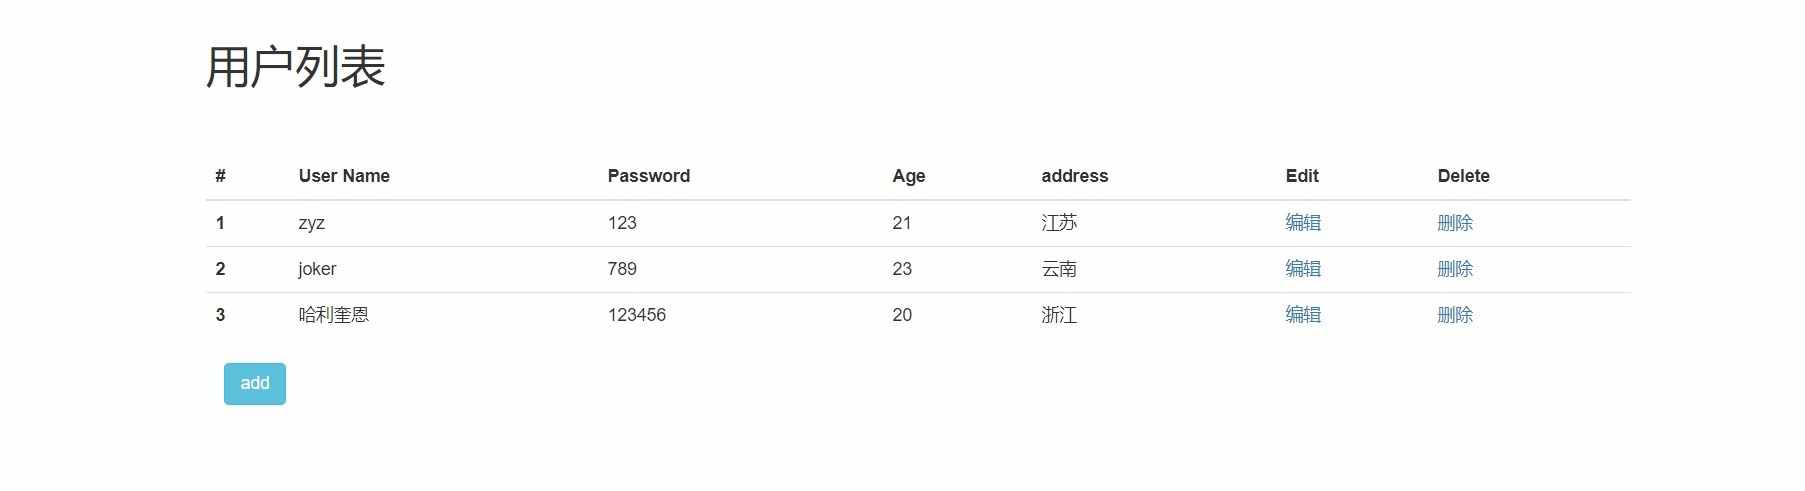 用户列表
# User Name Password Age address Edit Delete
1 zyz 123 21 江苏 编辑 删除
2 joker 789 23 云南 编辑 删除
3 哈利奎恩 123456 20 浙江 编辑 删除
add